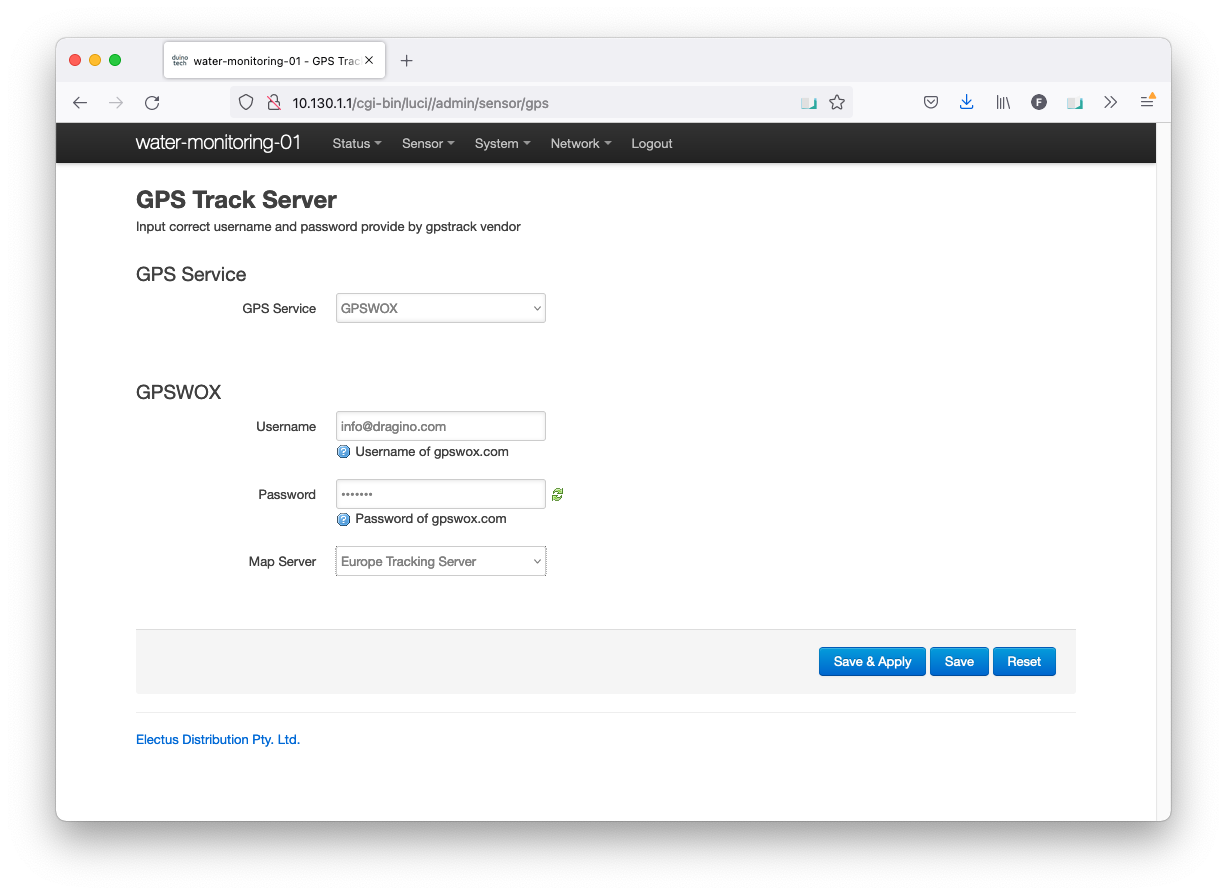 duino
tech
water-monitoring-01 - GPS Trac
10.130.1.1/cgi-bin/luci//admin/sensor/gps
F
water-monitoring-01 Status Sensor System Network Logout
GPS Track Server
Input correct username and password provide by gpstrack vendor
GPS Service
GPS Service GPSWOX
GPSWOX
Username info@dragino.com
? Username of gpswox.com
Password •••••••
? Password of gpswox.com
Map Server Europe Tracking Server
Save & Apply Save Reset
Electus Distribution Pty. Ltd.